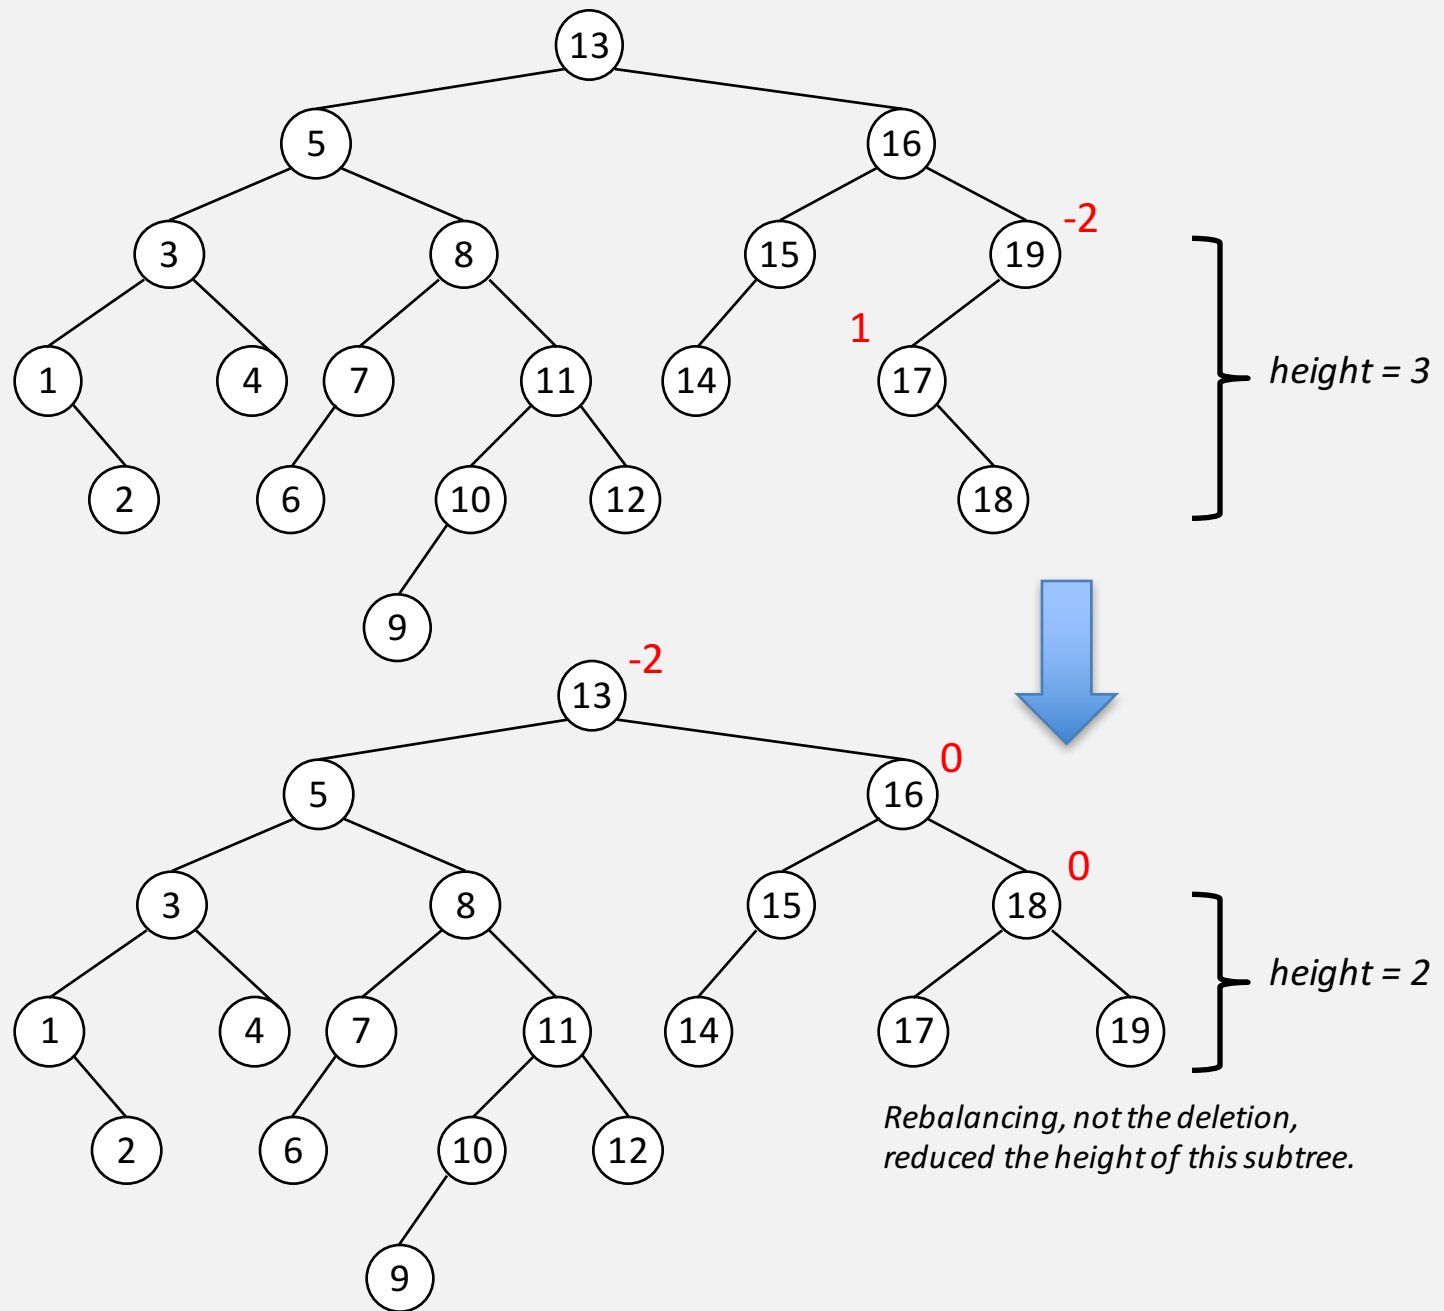 13
5 16
-2
3 8 15 19
1
height = 3
1 4 7 11 14 17
2 6 10 12 18
9
-2
13
0
5 16
0
3 8 15 18
height = 2
1 4 7 11 14 17 19
Rebalancing, not the deletion,
2 6 10 12
reduced the height of this subtree.
9